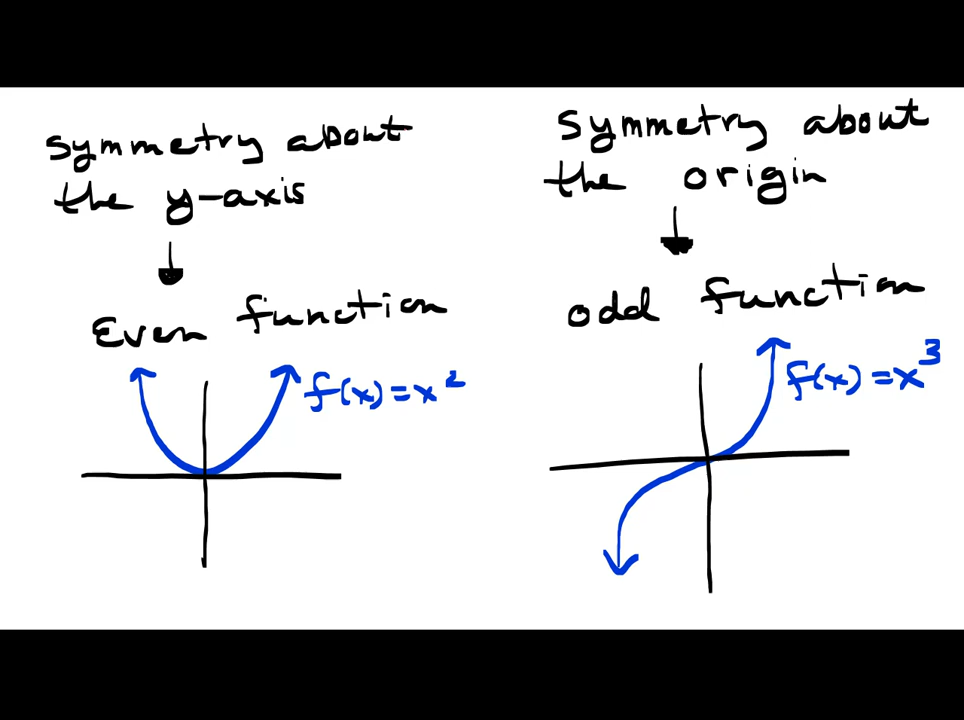 symmetry about
the y-axis
Even function
f(x) = x²
symmetry about
the origin
odd function
f(x) = x³